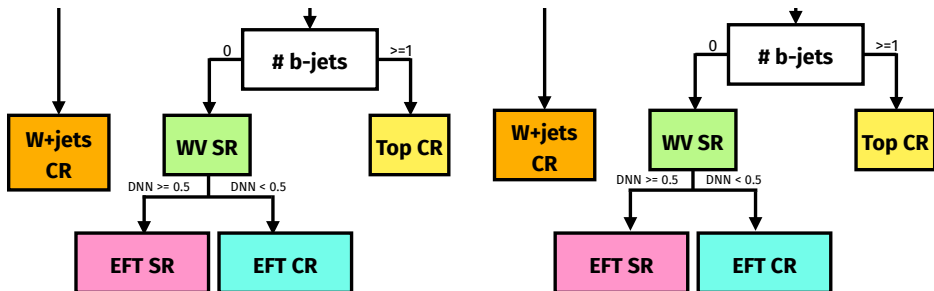 0
>=1
# b-jets
W+jets
CR
WV SR
Top CR
DNN >= 0.5
DNN < 0.5
EFT SR
EFT CR
0
>=1
# b-jets
W+jets
CR
WV SR
Top CR
DNN >= 0.5
DNN < 0.5
EFT SR
EFT CR